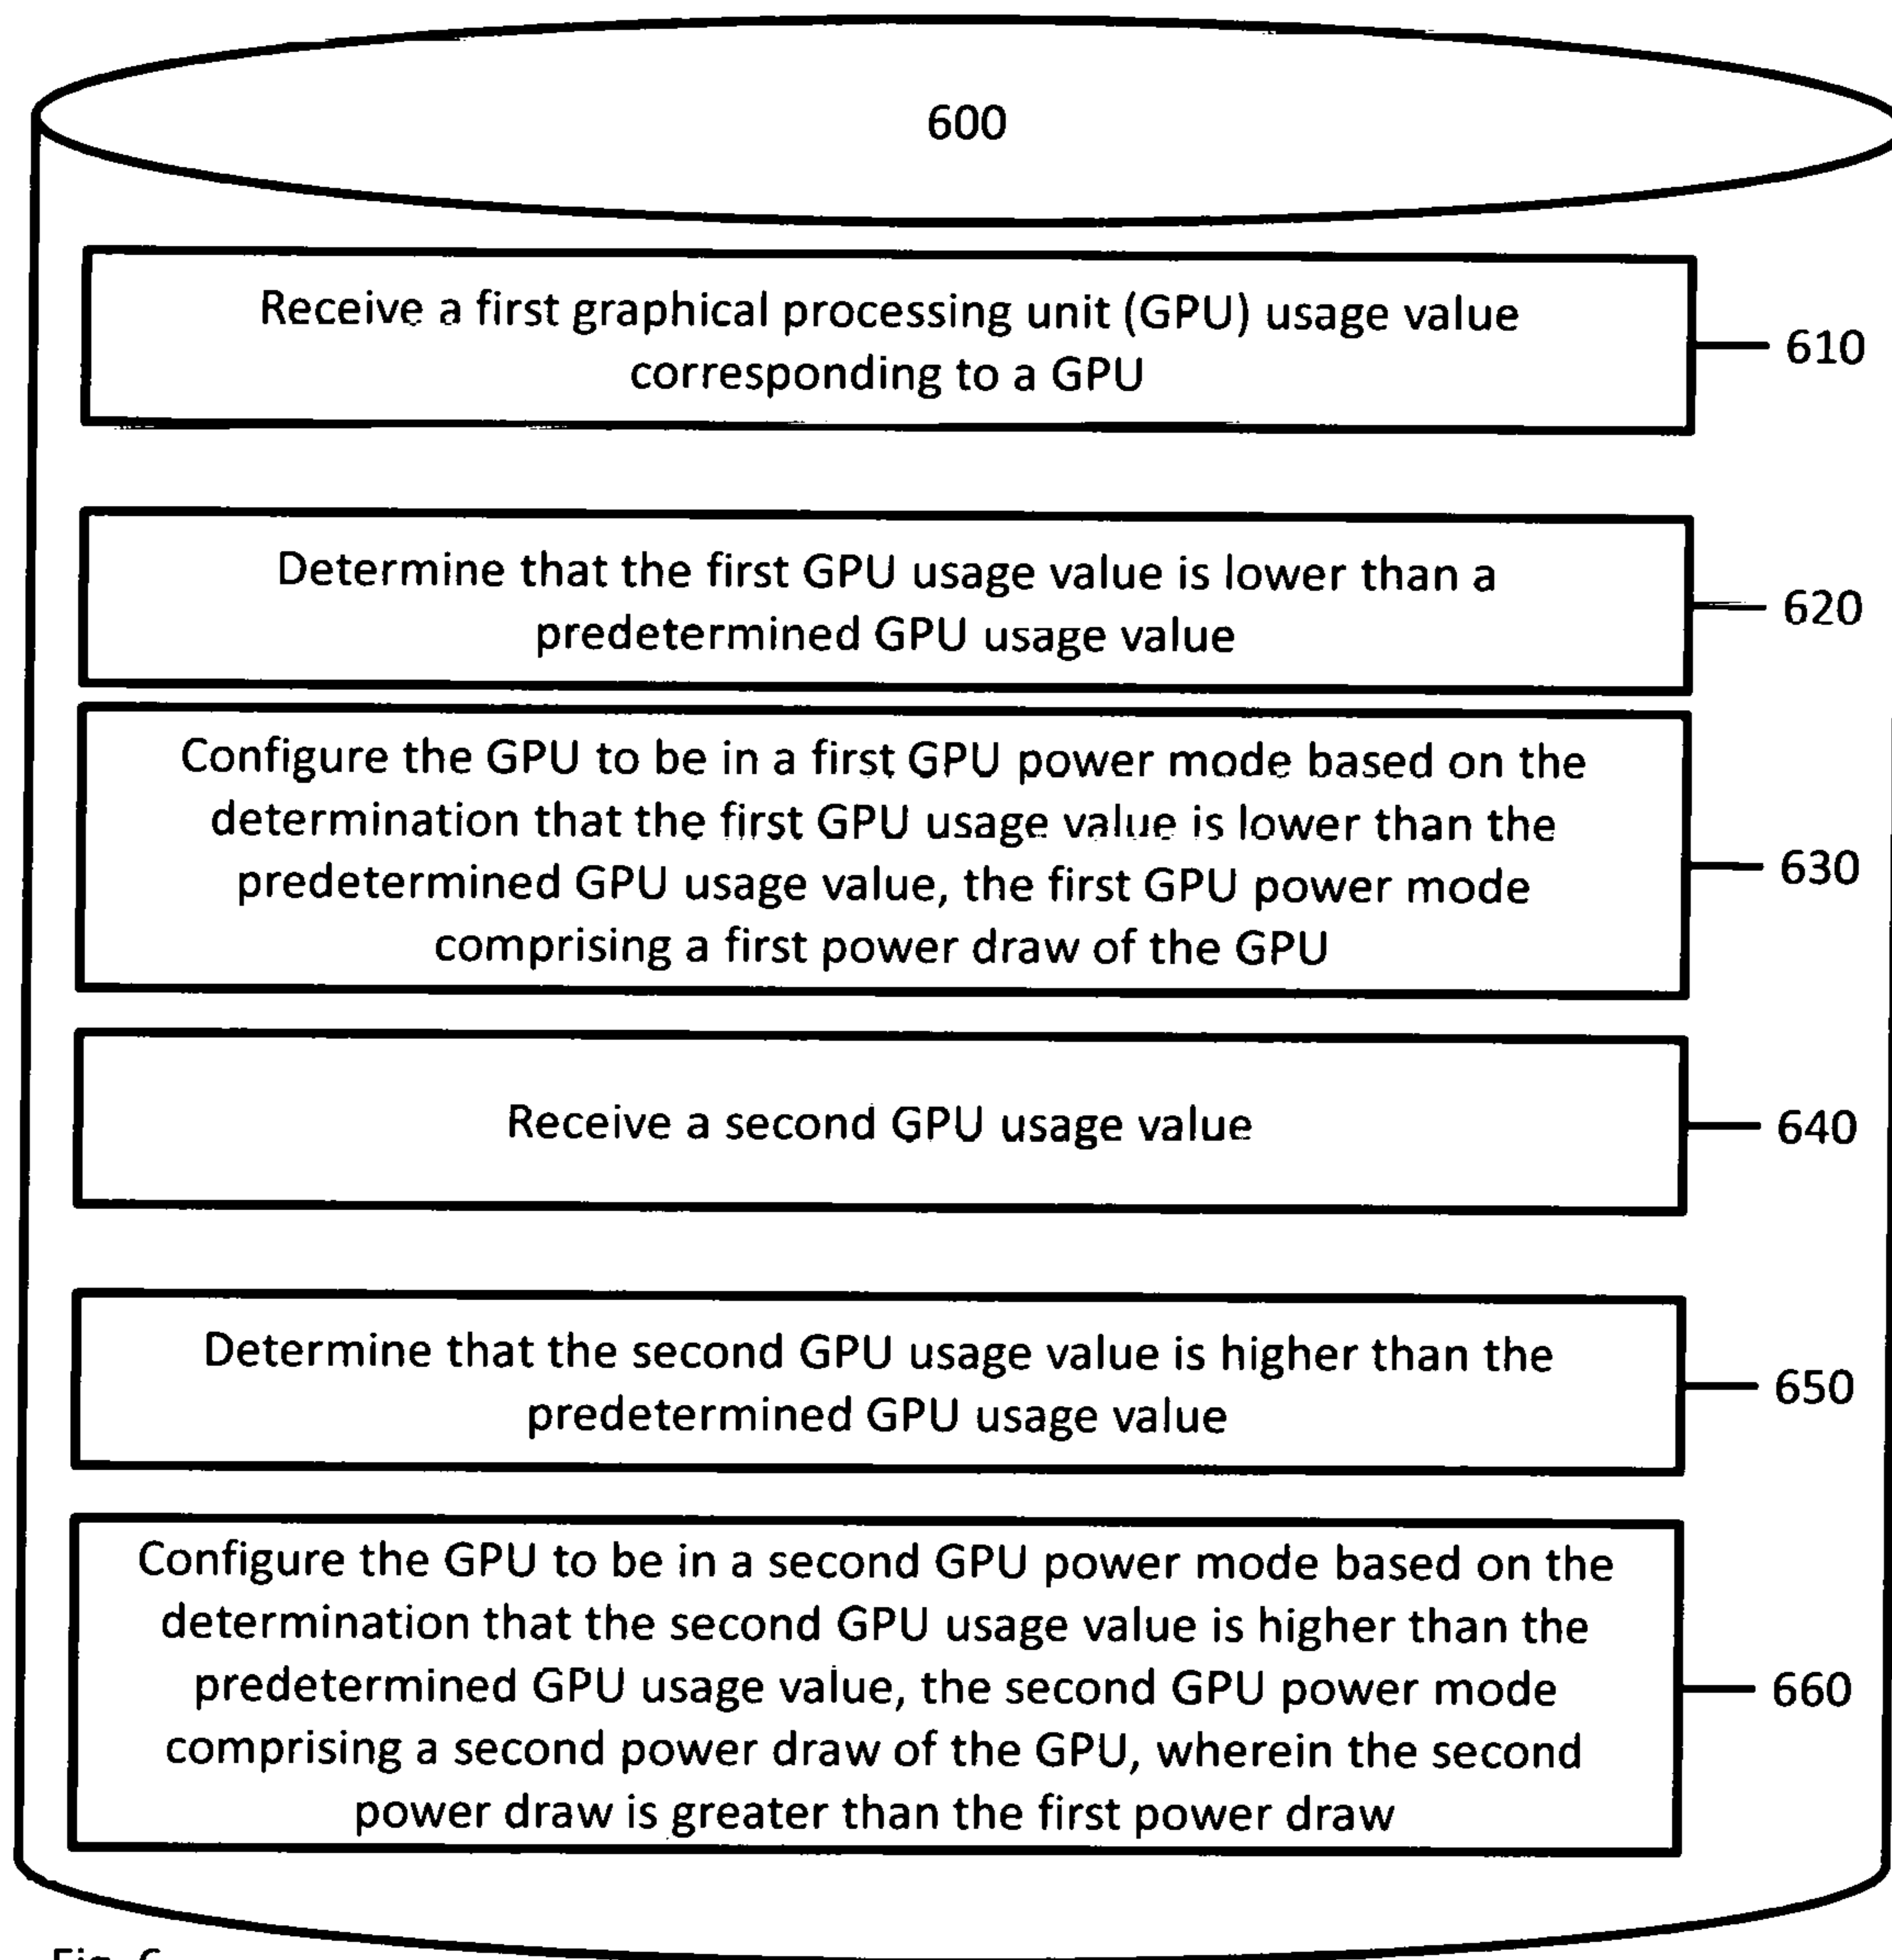 600
Receive a first graphical processing unit (GPU) usage value
corresponding to a GPU
610
Determine that the first GPU usage value is lower than a
predetermined GPU usage value
620
Configure the GPU to be in a first GPU power mode based on the
determination that the first GPU usage value is lower than the
predetermined GPU usage value, the first GPU power mode
comprising a first power draw of the GPU
630
Receive a second GPU usage value
640
Determine that the second GPU usage value is higher than the
predetermined GPU usage value
650
Configure the GPU to be in a second GPU power mode based on the
determination that the second GPU usage value is higher than the
predetermined GPU usage value, the second GPU power mode
comprising a second power draw of the GPU, wherein the second
power draw is greater than the first power draw
660
Fig. 6